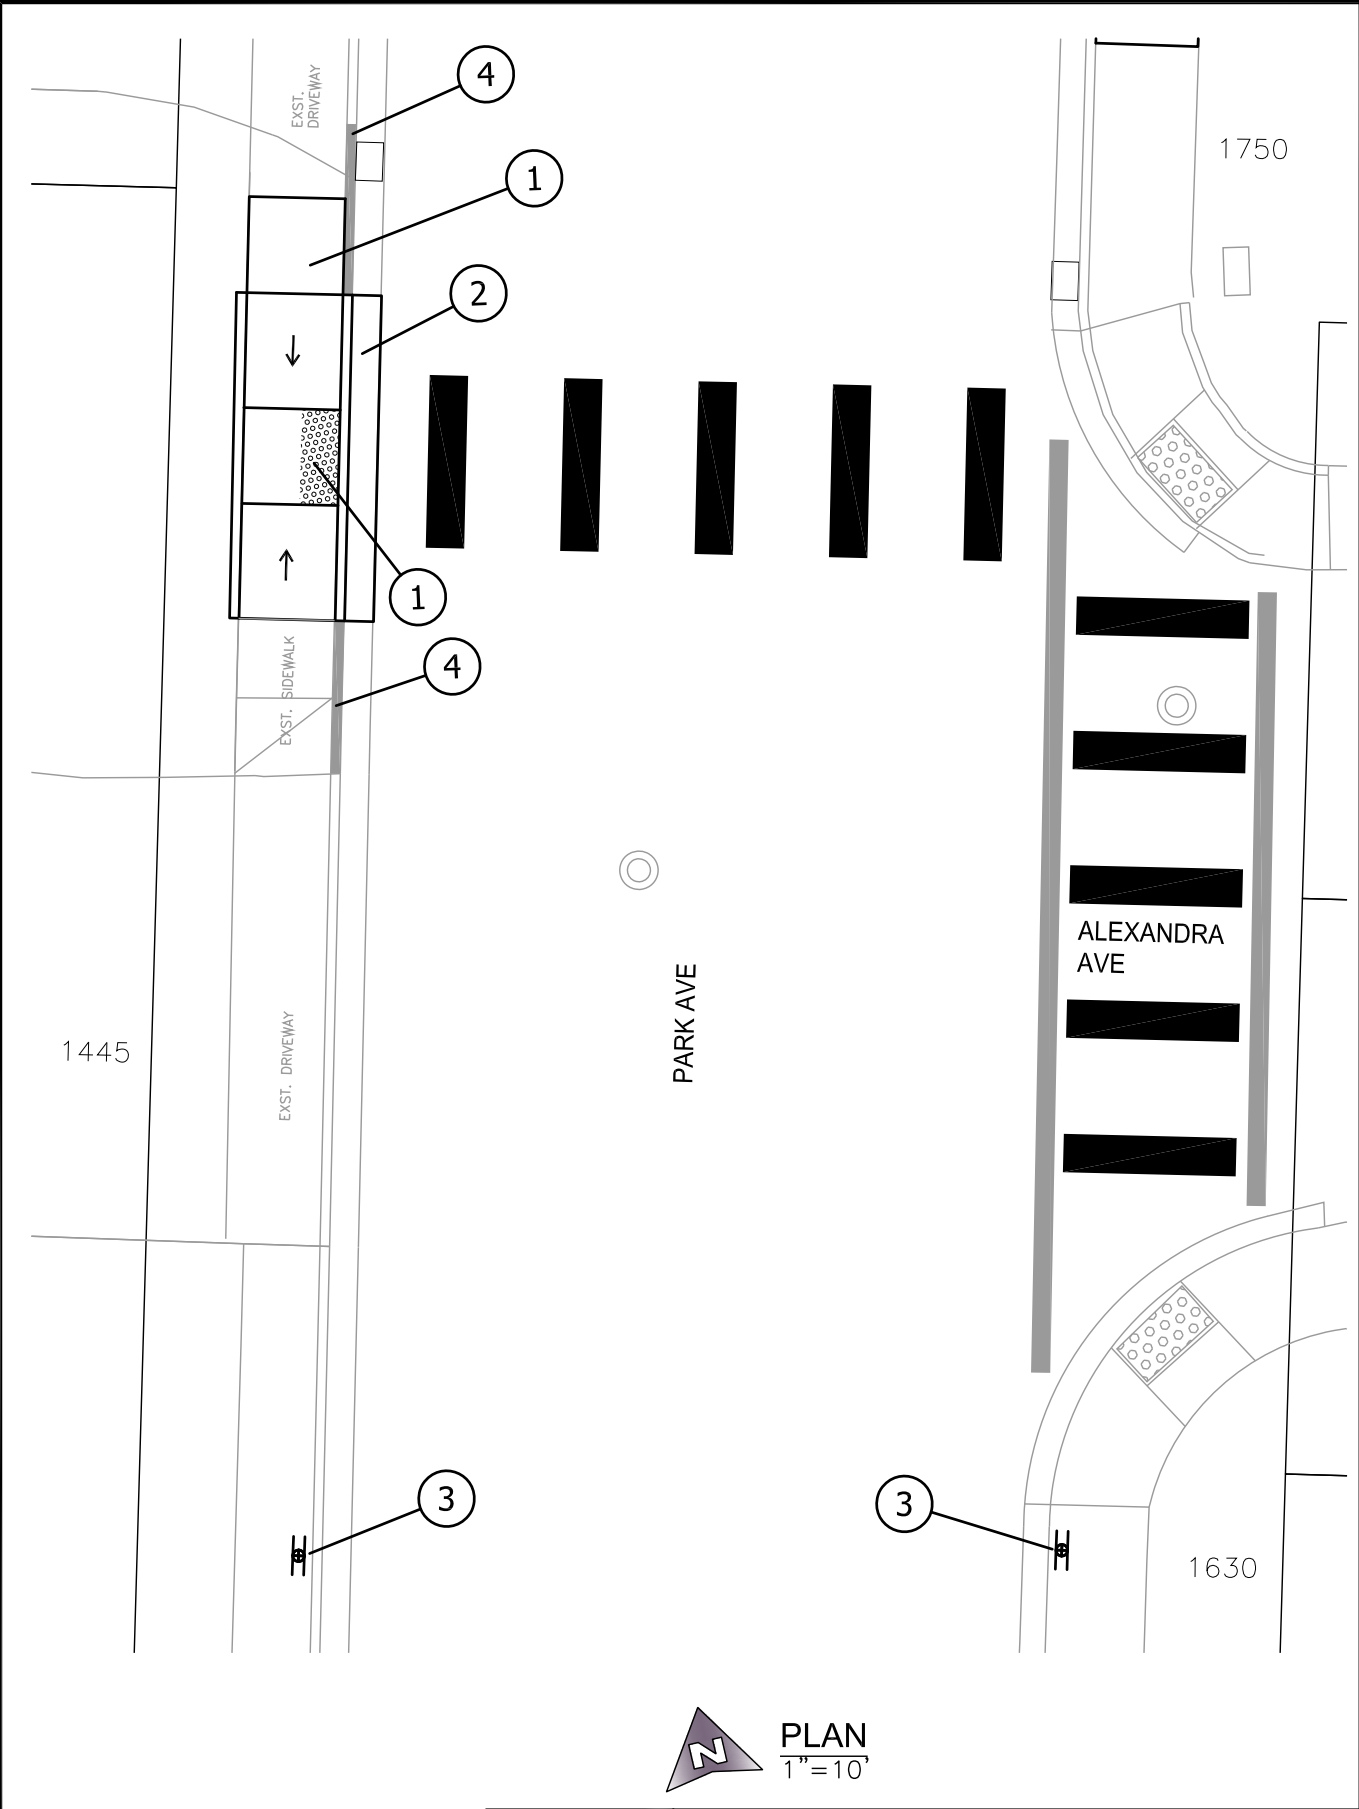 4
EXST.
DRIVEWAY
1750
1
2
1
4
EXST. SIDEWALK
ALEXANDRA
AVE
PARK AVE
1445
EXST. DRIVEWAY
3
3
1630
N
PLAN
1"=10'